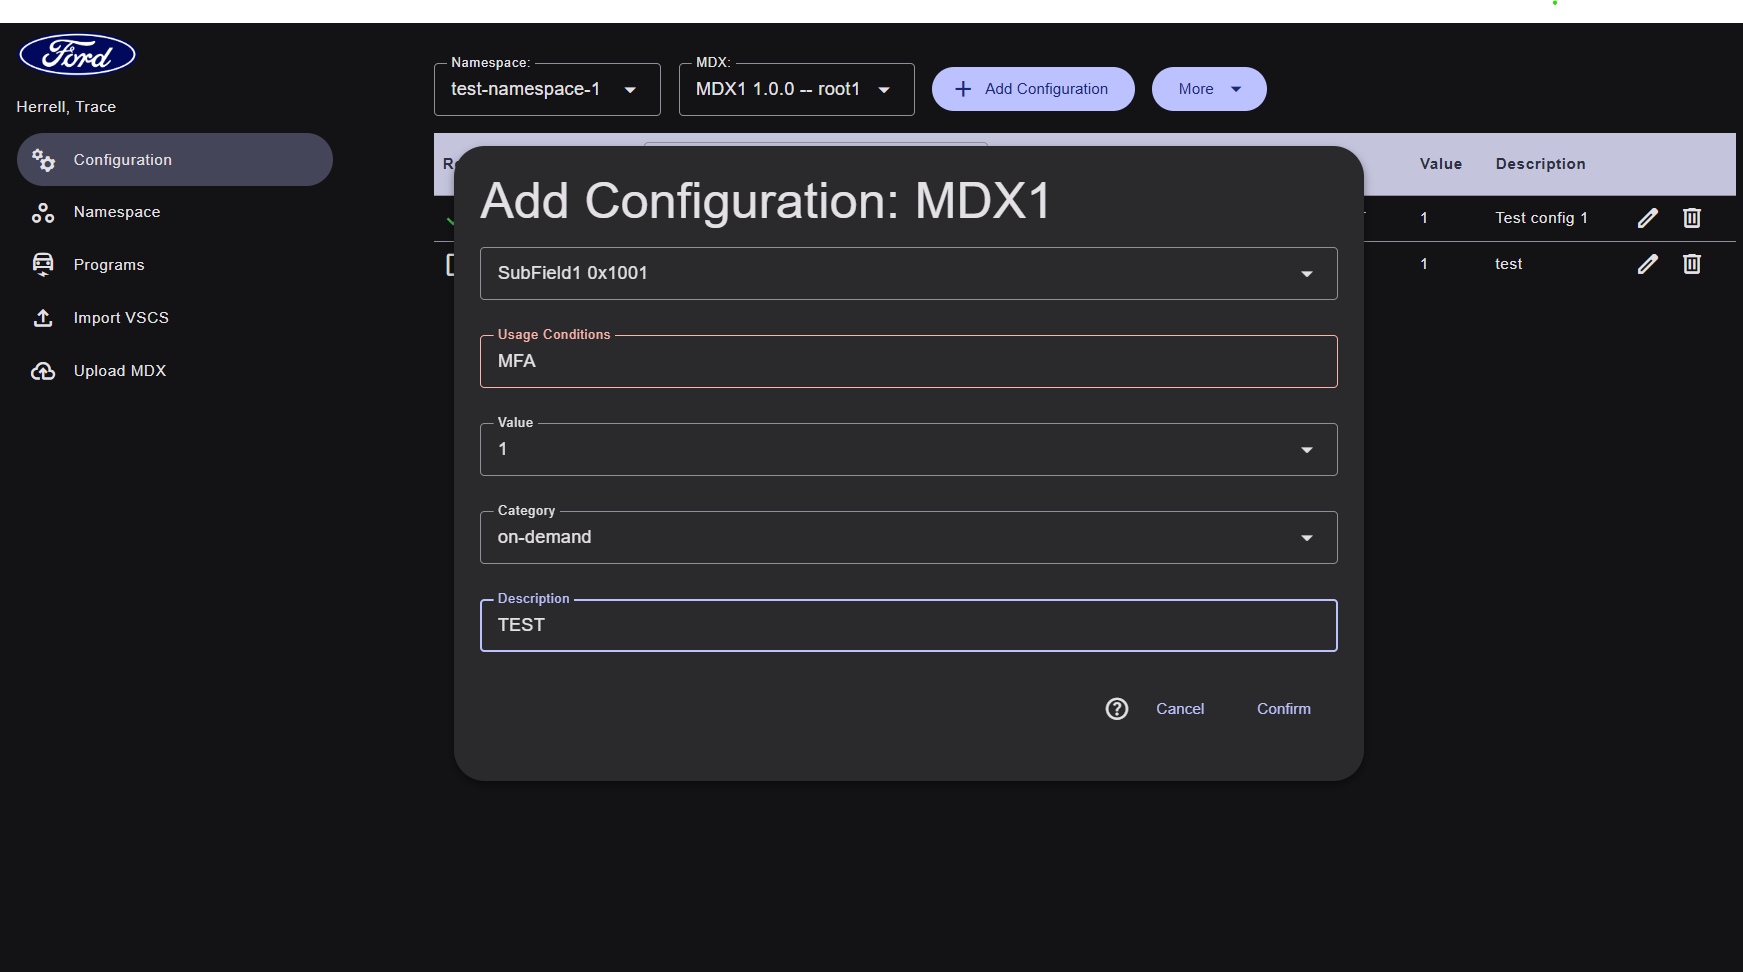 Ford
Herrell, Trace
Configuration
Namespace
Programs
Import VSCS
Upload MDX
Namespace:
test-namespace-1
MDX:
MDX1 1.0.0 -- root1
Add Configuration
More
Value Description
1 Test config 1
1 test
Add Configuration: MDX1
SubField1 0x1001
Usage Conditions
MFA
Value
1
Category
on-demand
Description
TEST
Cancel Confirm